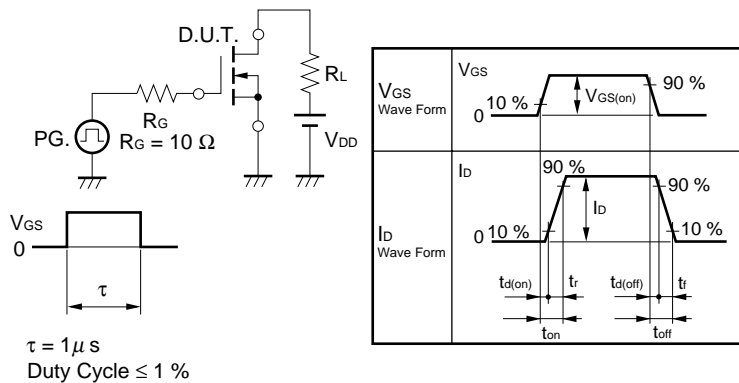 D.U.T.
RL
RG
PG.
RG = 10 Ω
VDD
VGS
0
τ
τ = 1μ s
Duty Cycle ≤ 1 %
VGS
Wave Form
VGS
10 %
0
VGS(on)
90 %
ID
Wave Form
ID
90 %
90 %
ID
0
10 %
10 %
td(on)
tr
td(off)
tf
ton
toff